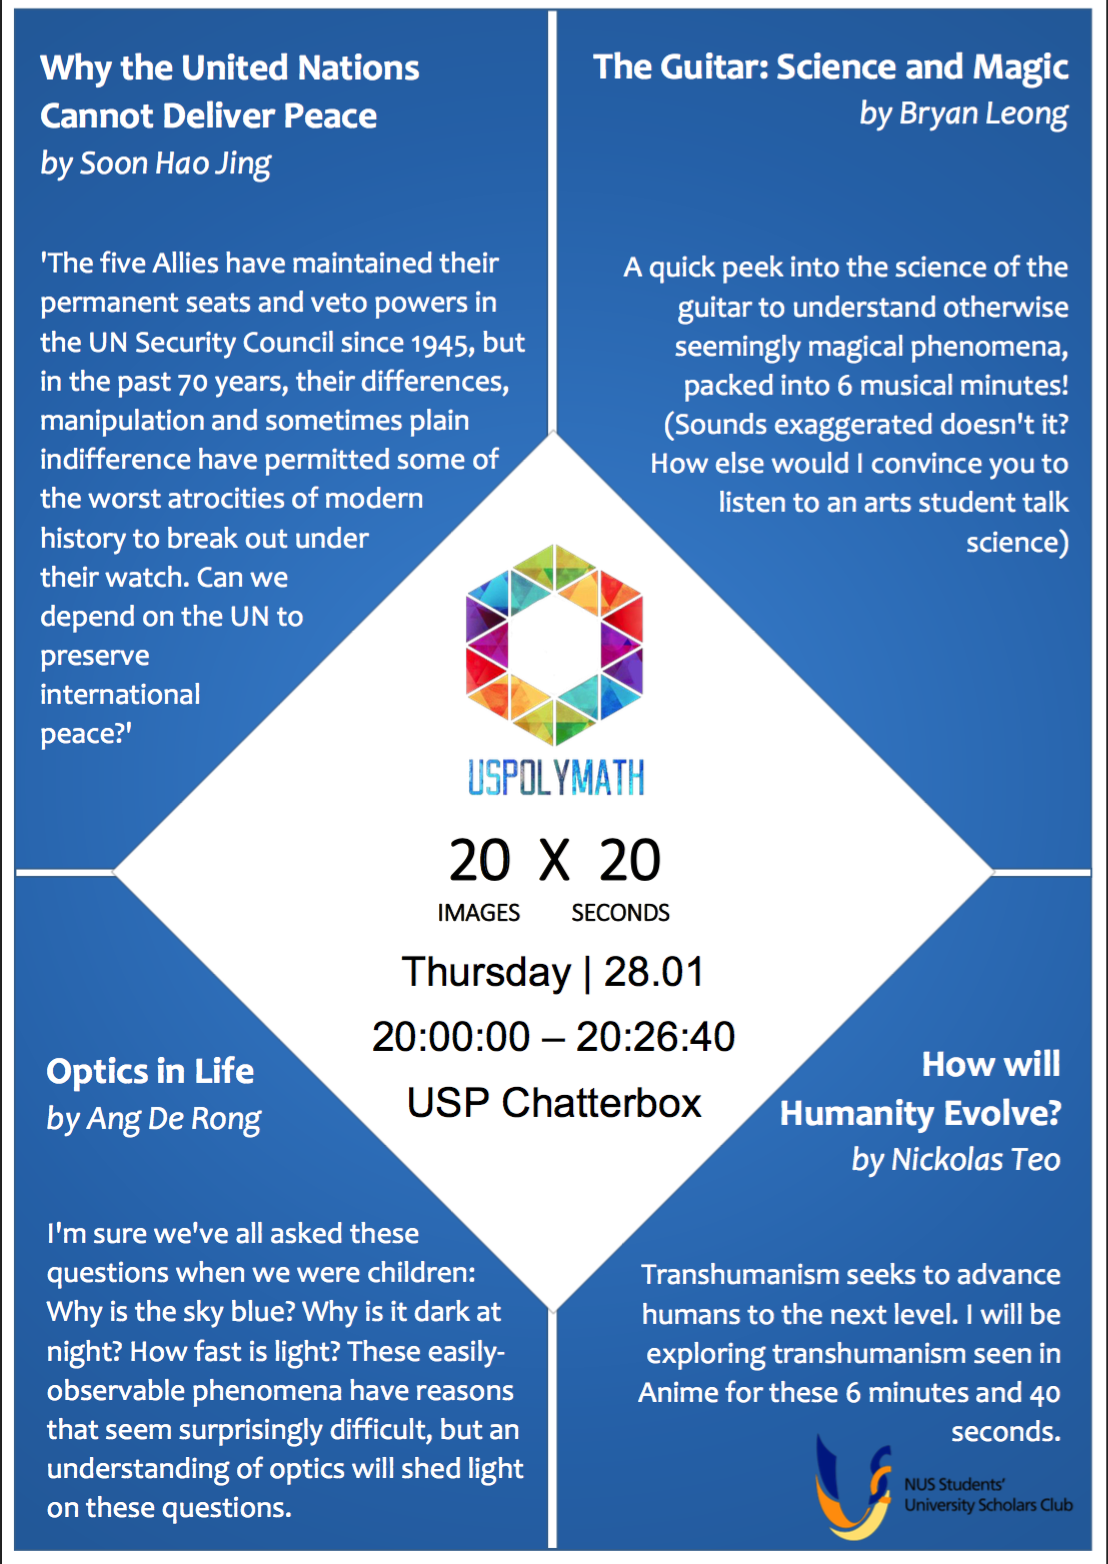 Why the United Nations
Cannot Deliver Peace
by Soon Hao Jing
'The five Allies have maintained their
permanent seats and veto powers in
the UN Security Council since 1945, but
in the past 70 years, their differences,
manipulation and sometimes plain
indifference have permitted some of
the worst atrocities of modern
history to break out under
their watch. Can we
depend on the UN to
preserve
international
peace?'
The Guitar: Science and Magic
by Bryan Leong
A quick peek into the science of the
guitar to understand otherwise
seemingly magical phenomena,
packed into 6 musical minutes!
(Sounds exaggerated doesn't it?
How else would I convince you to
listen to an arts student talk
science)
USPOLYMATH
20 X 20
IMAGES SECONDS
Thursday | 28.01
20:00:00 – 20:26:40
USP Chatterbox
Optics in Life
by Ang De Rong
I'm sure we've all asked these
questions when we were children:
Why is the sky blue? Why is it dark at
night? How fast is light? These easily-
observable phenomena have reasons
that seem surprisingly difficult, but an
understanding of optics will shed light
on these questions.
How will
Humanity Evolve?
by Nickolas Teo
Transhumanism seeks to advance
humans to the next level. I will be
exploring transhumanism seen in
Anime for these 6 minutes and 40
seconds.
NUS Students'
University Scholars Club